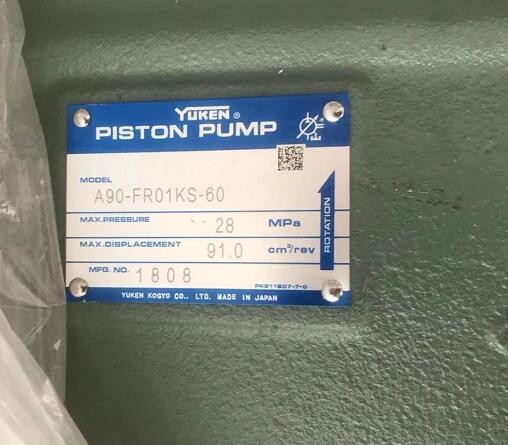 YUKEN ®
PISTON PUMP
MODEL
A90-FR01KS-60
MAX.PRESSURE 28 MPa
MAX.DISPLACEMENT 91.0 cm³/rev
MFG. NO. 1808
ROTATION
PK211607-7-0
YUKEN KOGYO CO., LTD. MADE IN JAPAN